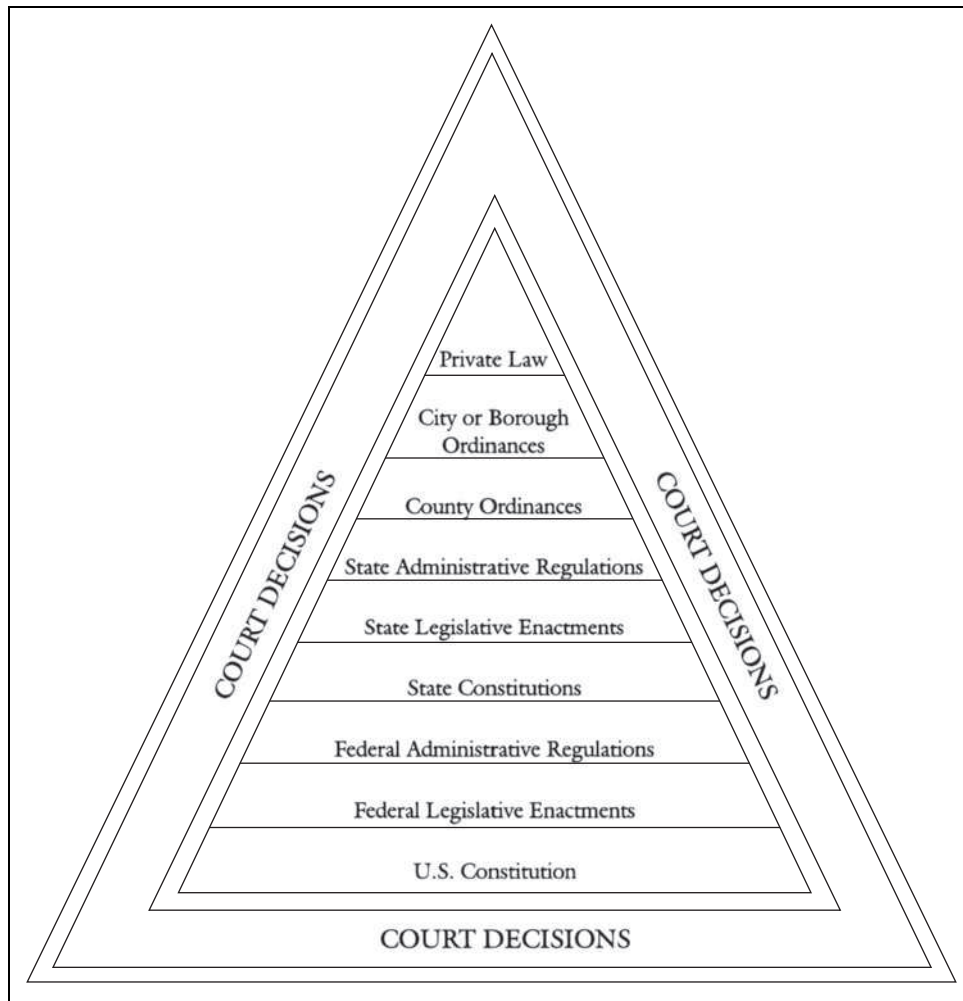 Private Law
City or Borough
Ordinances
County Ordinances
State Administrative Regulations
State Legislative Enactments
State Constitutions
Federal Administrative Regulations
Federal Legislative Enactments
U.S. Constitution
COURT DECISIONS
COURT DECISIONS
COURT DECISIONS